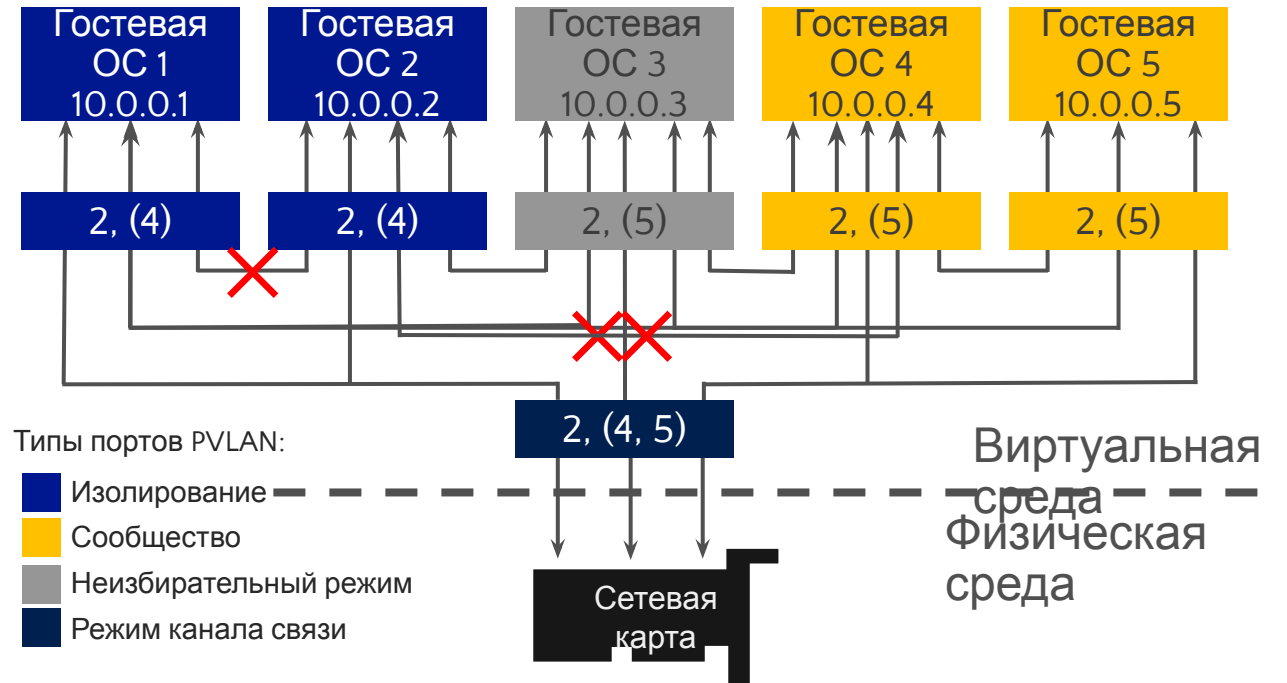 Гостевая
ОС 1
10.0.0.1
Гостевая
ОС 2
10.0.0.2
Гостевая
ОС 3
10.0.0.3
Гостевая
ОС 4
10.0.0.4
Гостевая
ОС 5
10.0.0.5
2, (4)
2, (4)
2, (5)
2, (5)
2, (5)
2, (4, 5)
Типы портов PVLAN:
Изолирование
Сообщество
Неизбирательный режим
Режим канала связи
Виртуальная
среда
Физическая
среда
Сетевая
карта